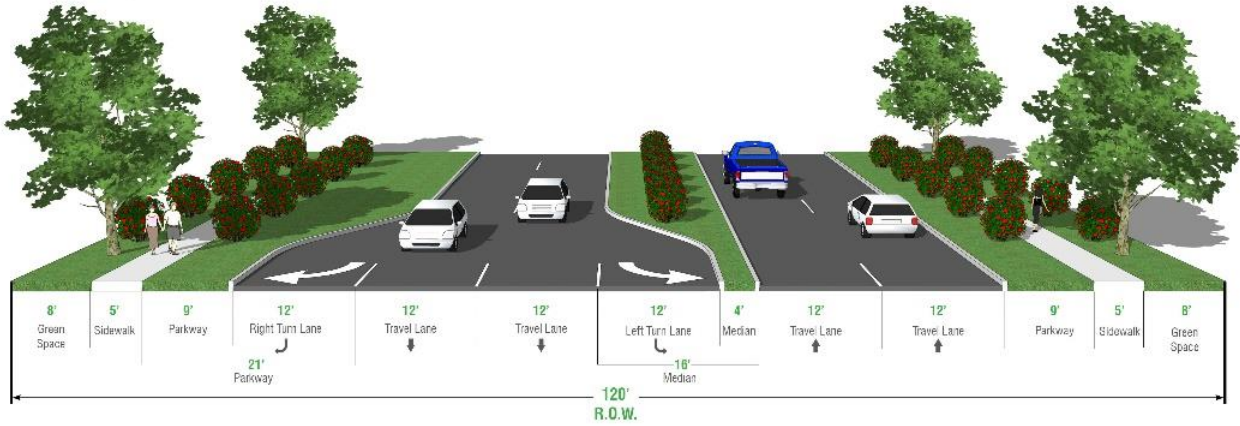 8' 5' 9' 12' 12' 12' 12' 4' 12' 12' 9' 5' 8'
Green Space Sidewalk Parkway Right Turn Lane Travel Lane Travel Lane Left Turn Lane Median Travel Lane Travel Lane Parkway Sidewalk Green Space
21' 16'
Parkway Median
120'
R.O.W.